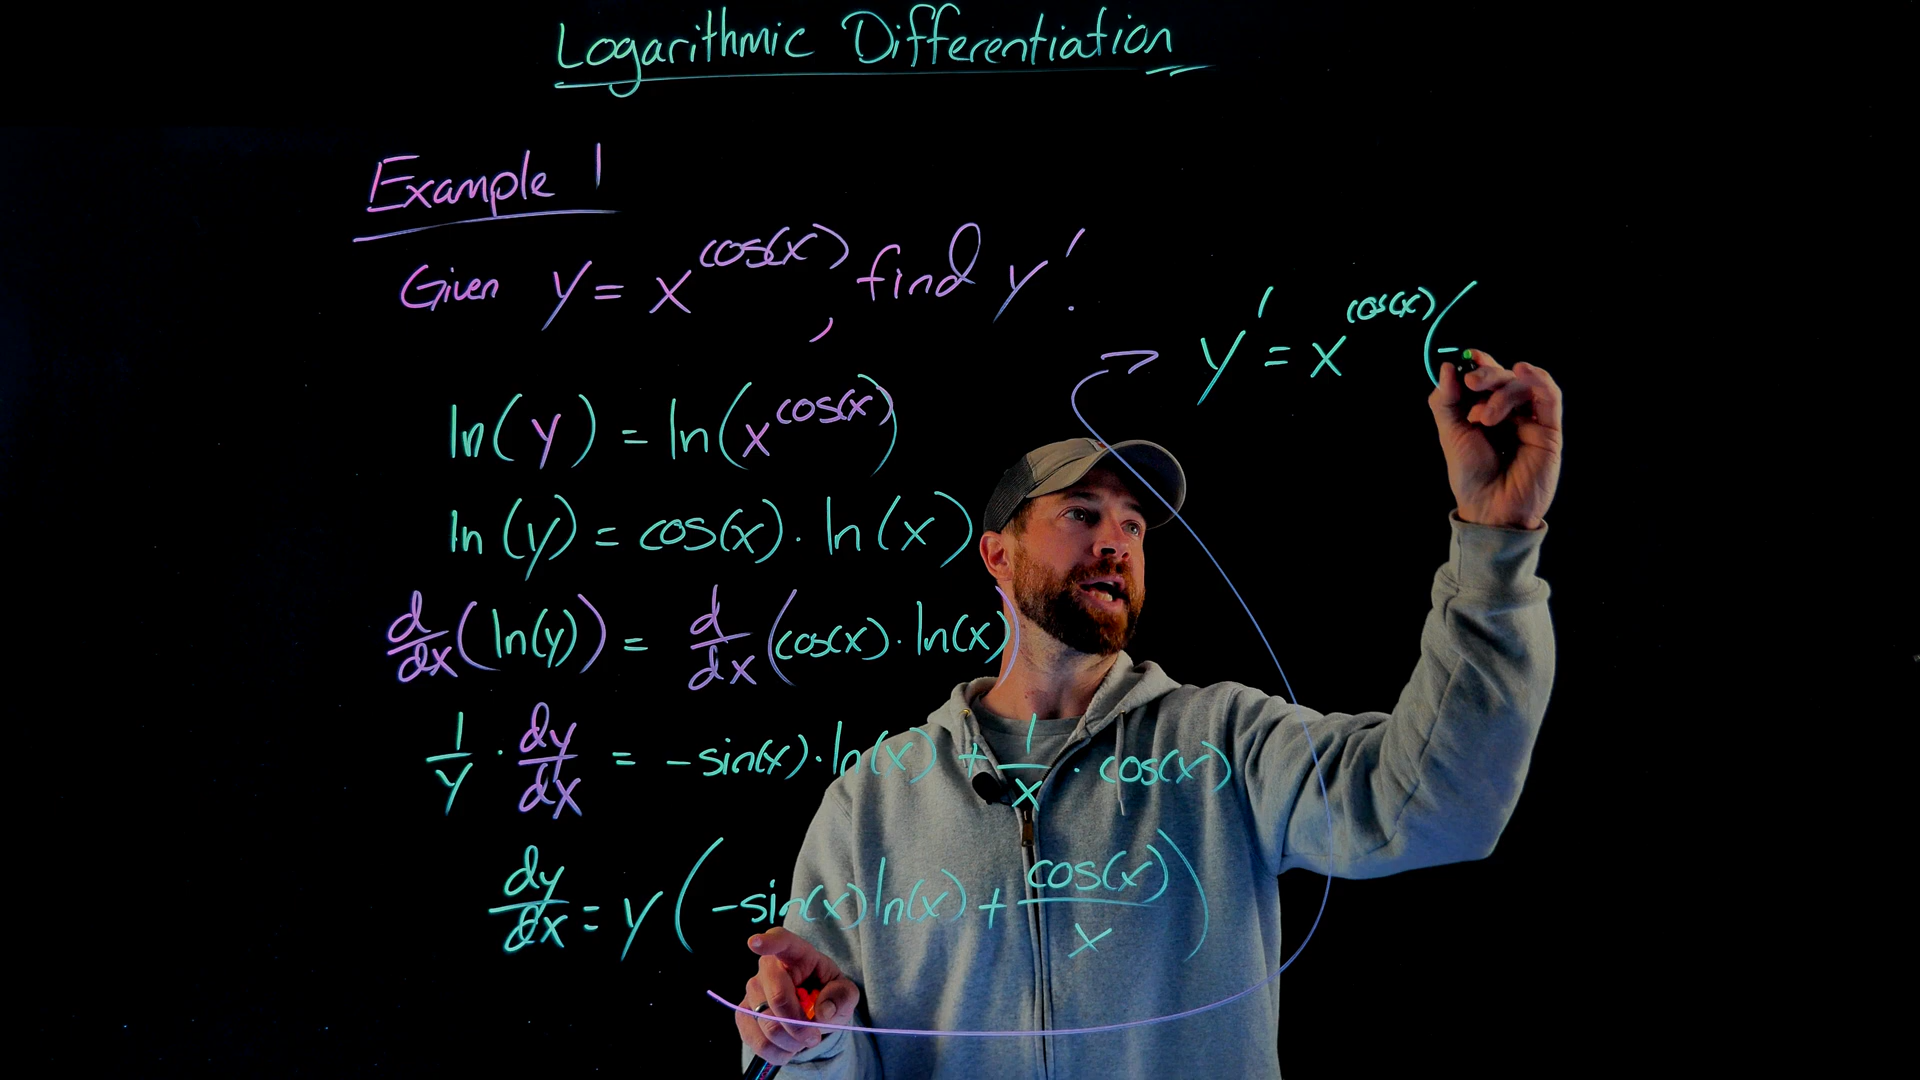 Logarithmic Differentiation
Example 1
Given y = x^cos(x), find y'.
ln(y) = ln(x^cos(x))
ln(y) = cos(x) · ln(x)
d/dx (ln(y)) = d/dx (cos(x) · ln(x))
1/y · dy/dx = -sin(x) · ln(x) + 1/x · cos(x)
dy/dx = y(-sin(x)ln(x) + cos(x)/x)
y' = x^cos(x) (-